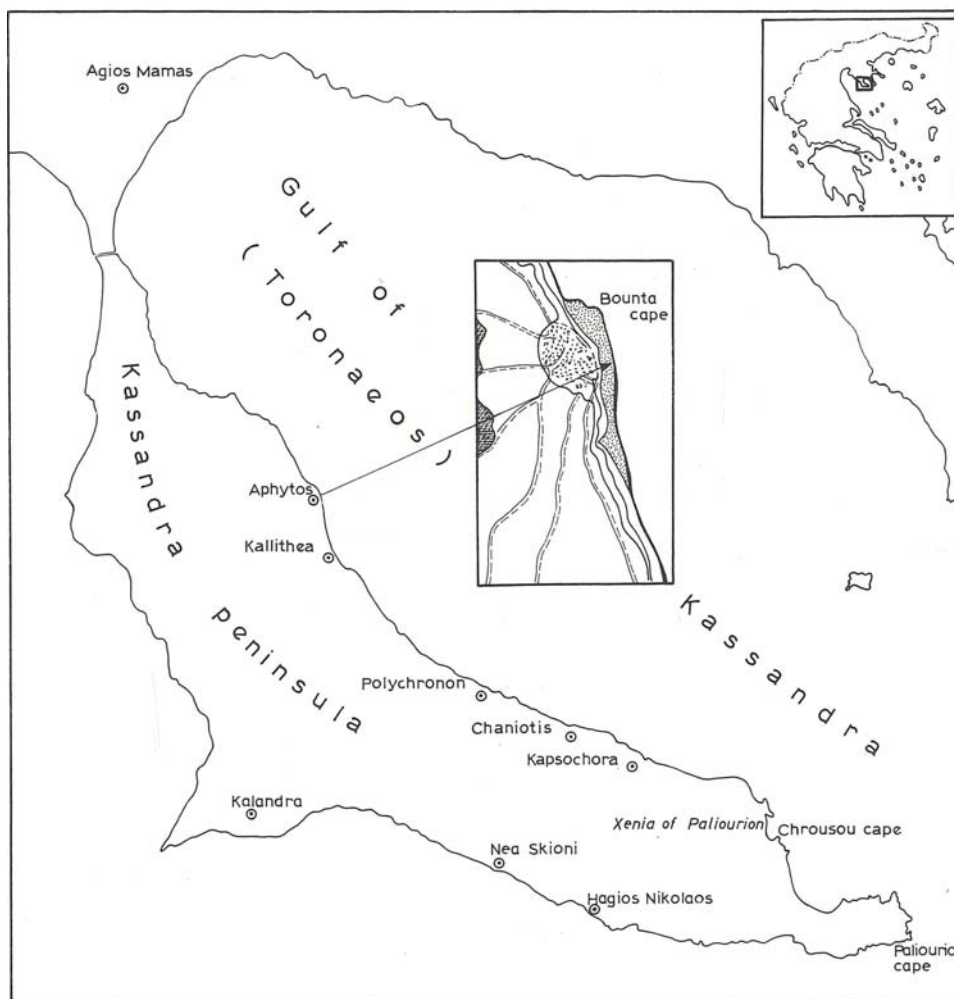 Agios Mamas
Gulf of
Kassandra
( Toronaeos )
Bounta
cape
Kassandra
peninsula
Aphytos
Kallithea
Polychronon
Chaniotis
Kapsochora
Kalandra
Xenia of Paliourion
Chrousou cape
Nea Skioni
Hagios Nikolaos
Paliourio
cape